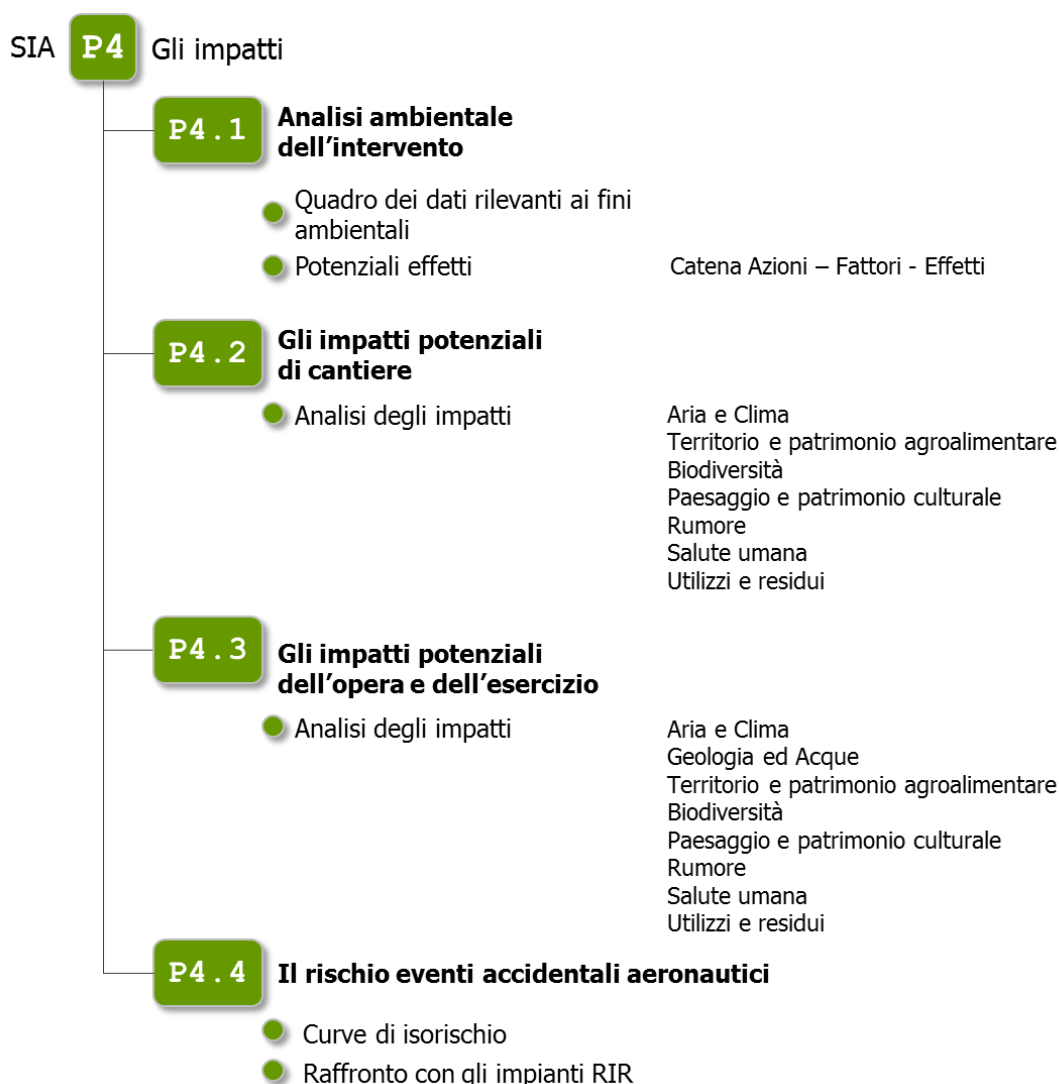 SIA P4 Gli impatti
P4.1 Analisi ambientale
dell'intervento
Quadro dei dati rilevanti ai fini
ambientali
Potenziali effetti Catena Azioni – Fattori - Effetti
P4.2 Gli impatti potenziali
di cantiere
Analisi degli impatti Aria e Clima
Territorio e patrimonio agroalimentare
Biodiversità
Paesaggio e patrimonio culturale
Rumore
Salute umana
Utilizzi e residui
P4.3 Gli impatti potenziali
dell'opera e dell'esercizio
Analisi degli impatti Aria e Clima
Geologia ed Acque
Territorio e patrimonio agroalimentare
Biodiversità
Paesaggio e patrimonio culturale
Rumore
Salute umana
Utilizzi e residui
P4.4 Il rischio eventi accidentali aeronautici
Curve di isorischio
Raffronto con gli impianti RIR